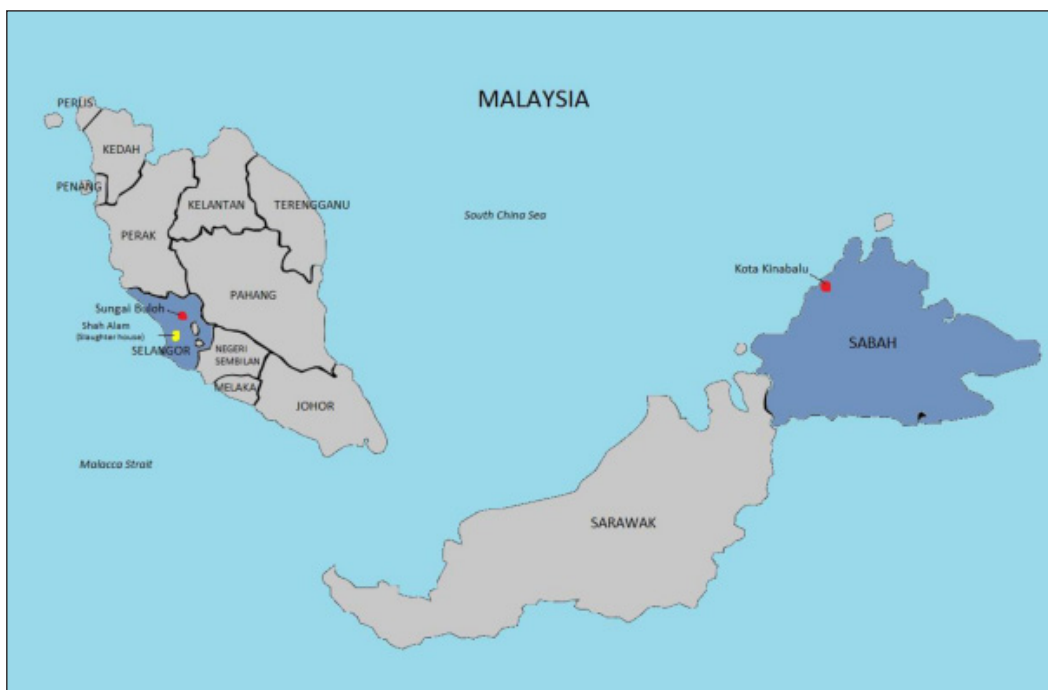 MALAYSIA
PERLIS
KEDAH
PENANG
KELANTAN
TERENGGANU
South China Sea
PERAK
Kota Kinabalu
PAHANG
Sungai Buloh
Shah Alam
(Slaughter house)
SELANGOR
SABAH
NEGERI
SEMBILAN
MELAKA
JOHOR
Malacca Strait
SARAWAK